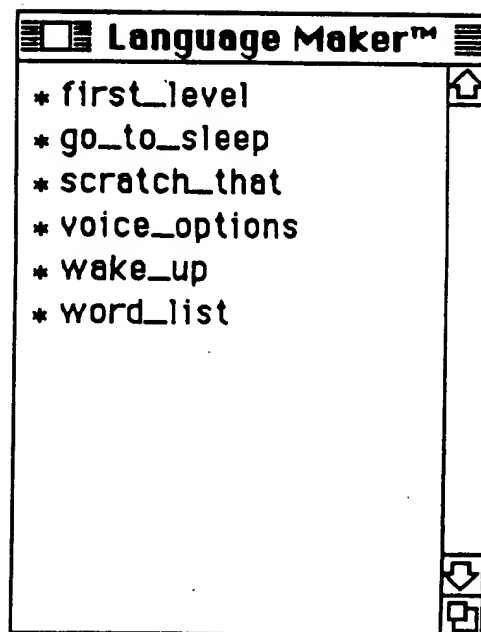 Language Maker™
* first_level
* go_to_sleep
* scratch_that
* voice_options
* wake_up
* word_list